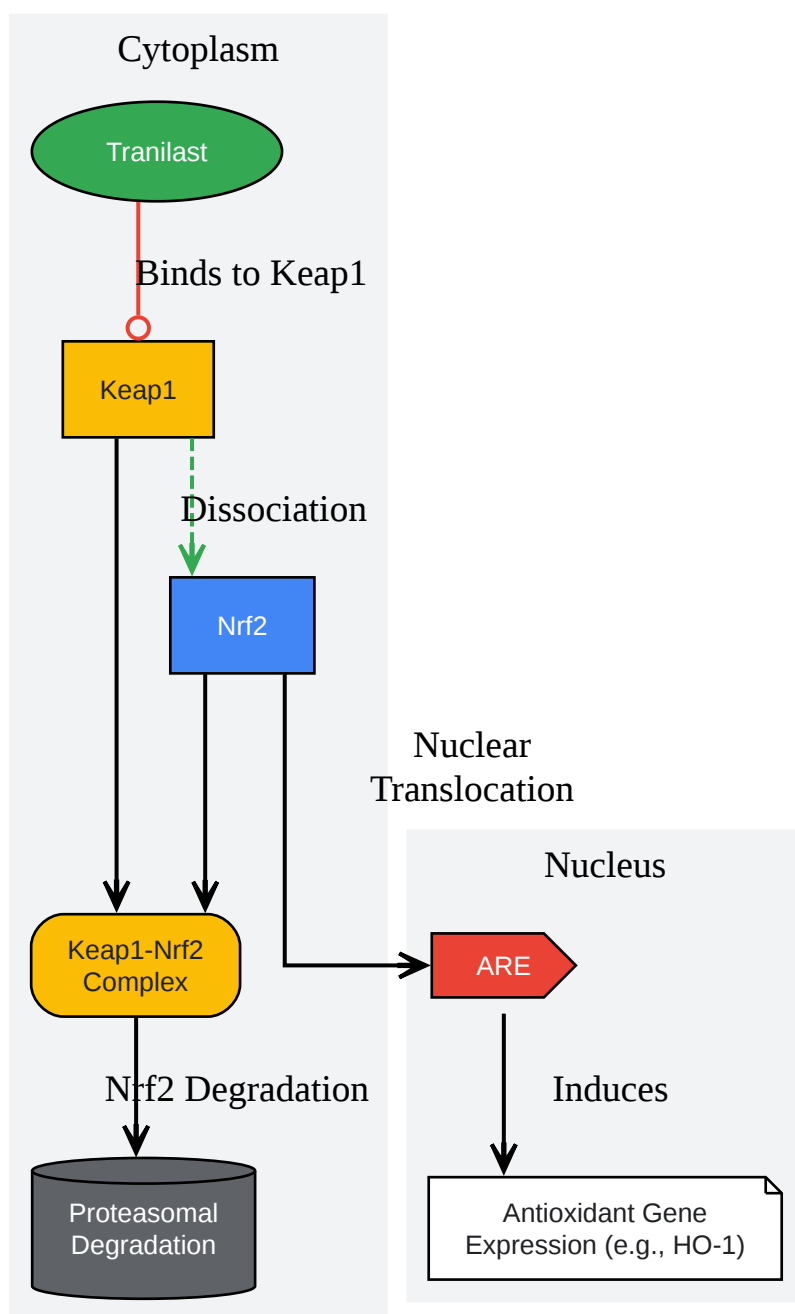 Cytoplasm
Tranilast
Binds to Keap1
Keap1
Dissociation
Nrf2
Nuclear
Translocation
Nucleus
Keap1-Nrf2
Complex
ARE
Nrf2 Degradation
Induces
Proteasomal
Degradation
Antioxidant Gene
Expression (e.g., HO-1)